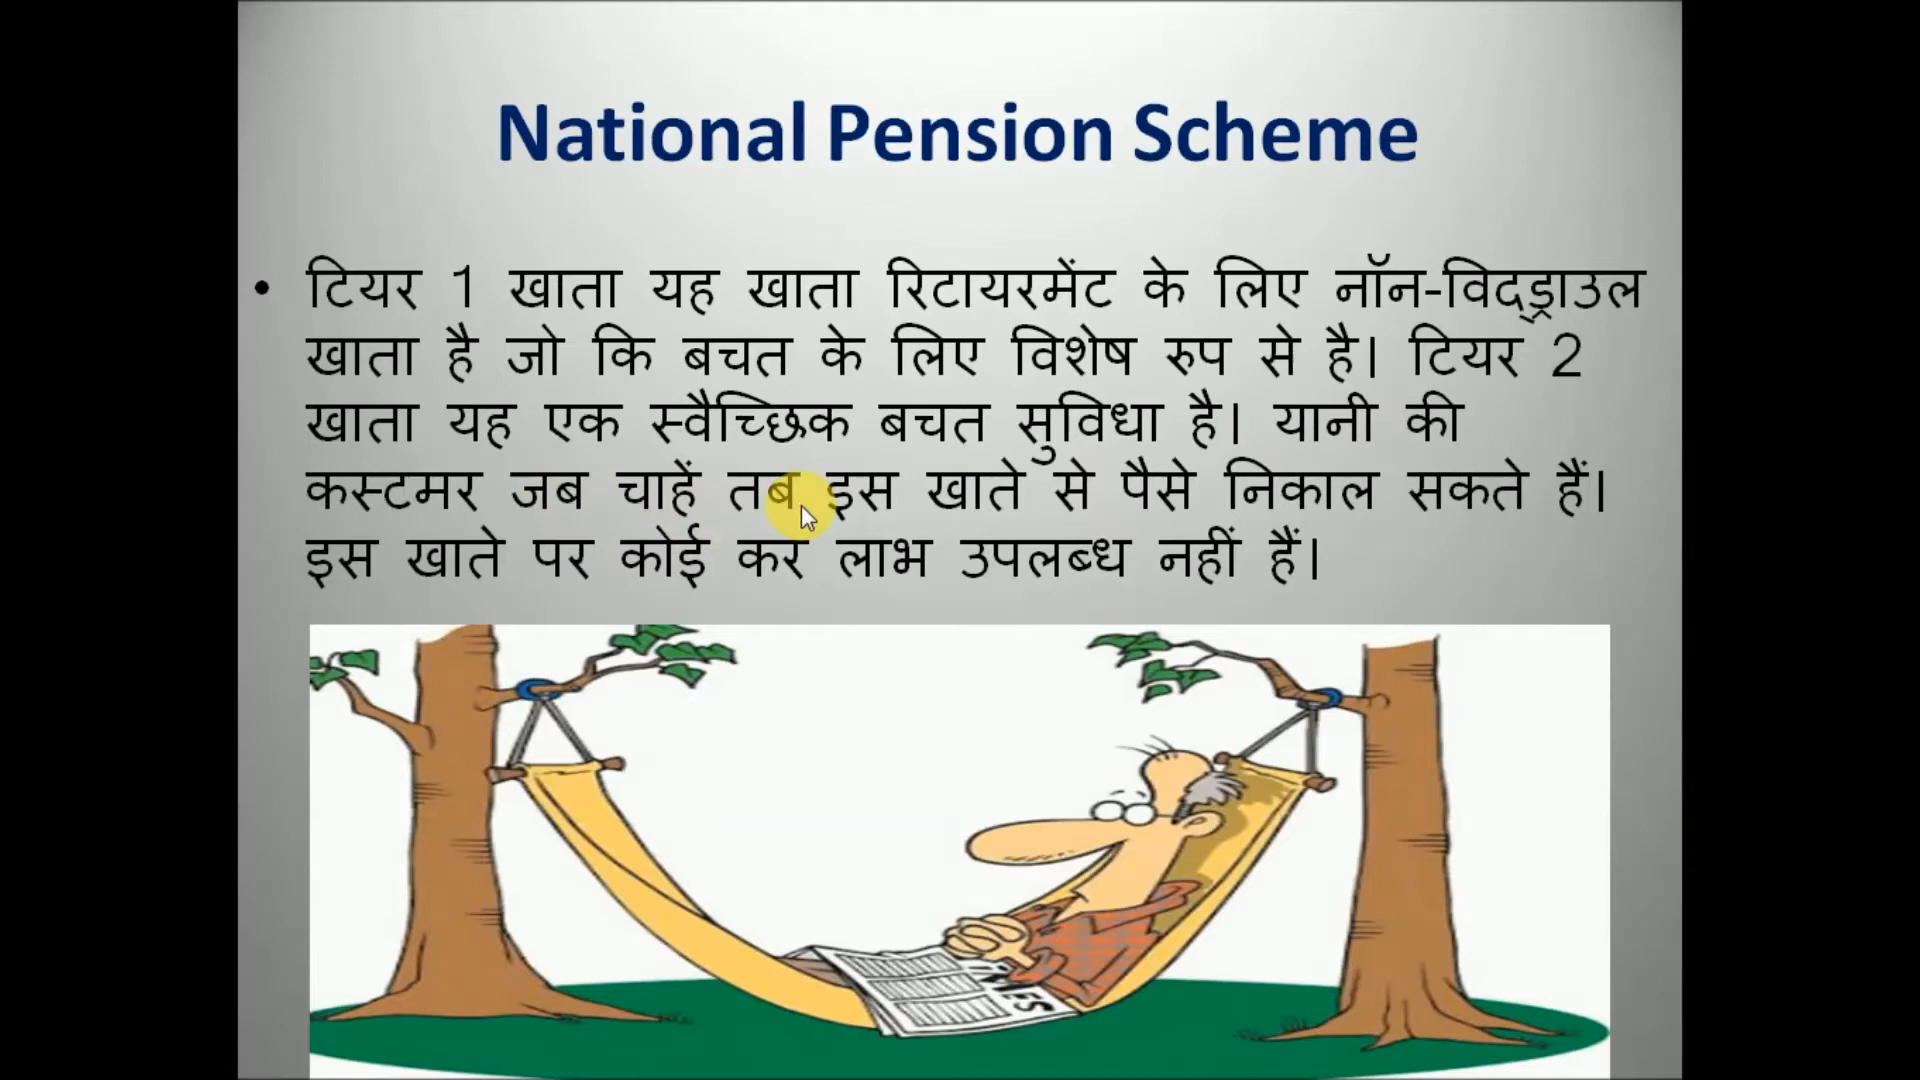 National Pension Scheme
• टियर 1 खाता यह खाता रिटायरमेंट के लिए नॉन-विद्ड्राउल
खाता है जो कि बचत के लिए विशेष रुप से है। टियर 2
खाता यह एक स्वैच्छिक बचत सुविधा है। यानी की
कस्टमर जब चाहें तब इस खाते से पैसे निकाल सकते हैं।
इस खाते पर कोई कर लाभ उपलब्ध नहीं हैं।